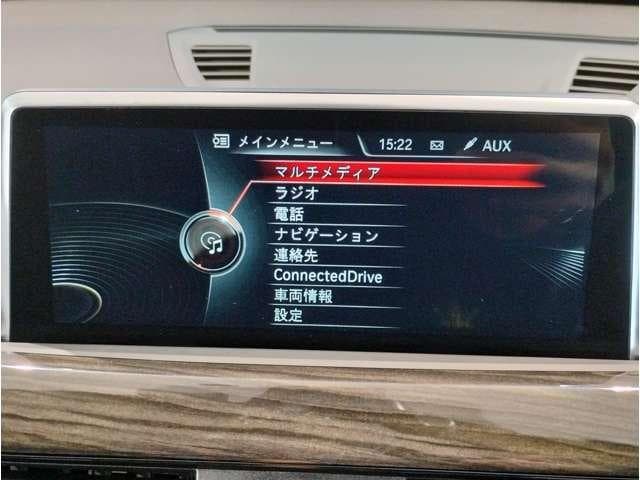 メインメニュー 15:22 AUX
マルチメディア
ラジオ
電話
ナビゲーション
連絡先
ConnectedDrive
車両情報
設定